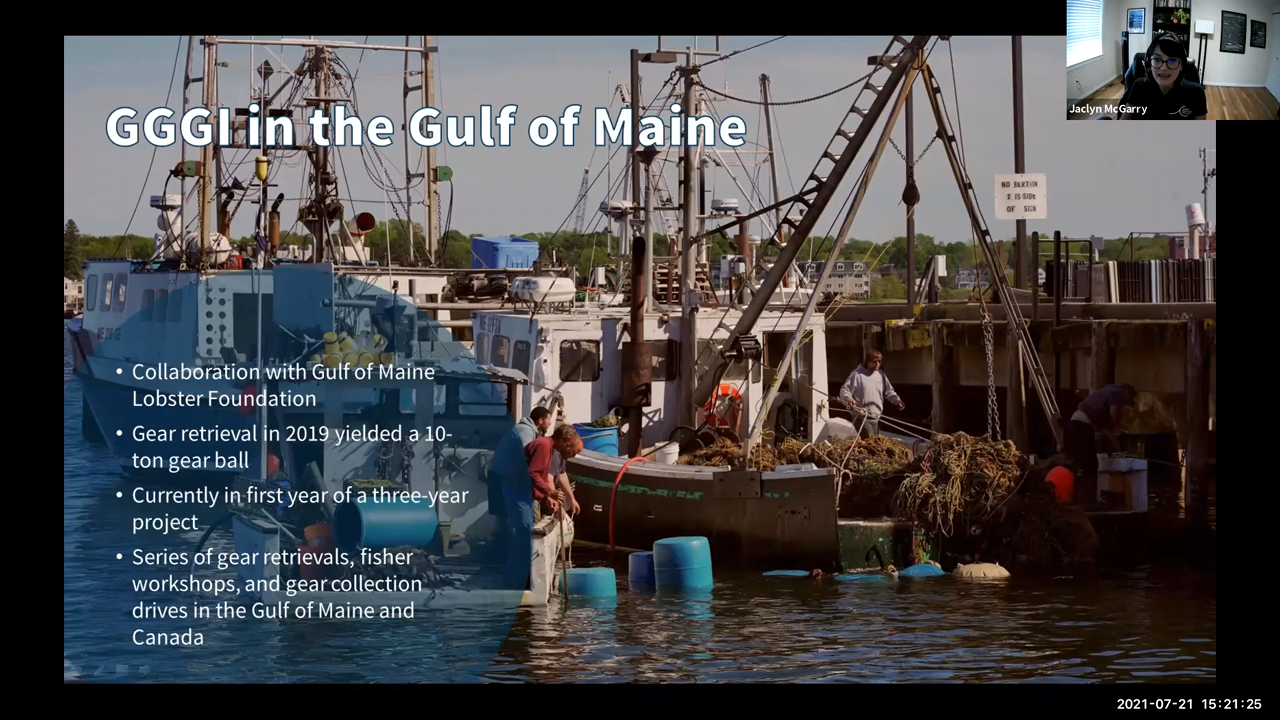 Jaclyn McGarry
GGGI in the Gulf of Maine
NO BERTHN
T IS-SIDE
OF SIGN
• Collaboration with Gulf of Maine
Lobster Foundation
• Gear retrieval in 2019 yielded a 10-
ton gear ball
• Currently in first year of a three-year
project
• Series of gear retrievals, fisher
workshops, and gear collection
drives in the Gulf of Maine and
Canada
2021-07-21 15:21:25